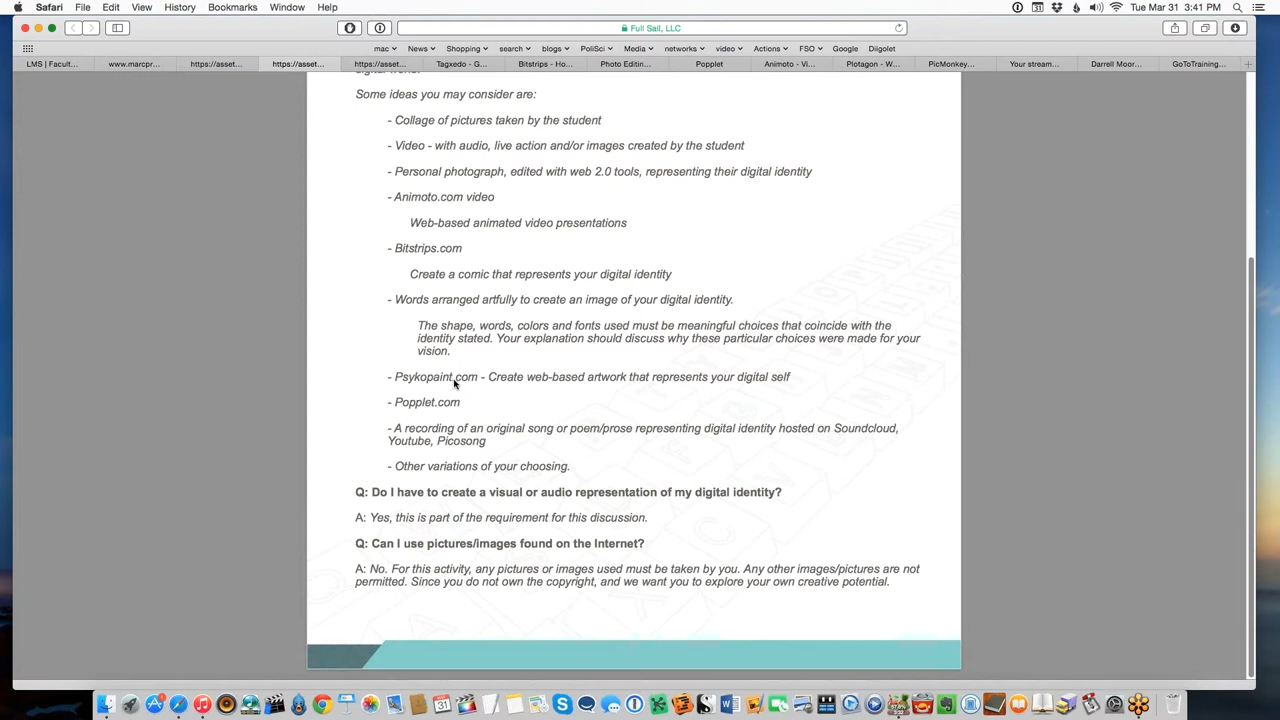 Safari File Edit View History Bookmarks Window Help Tue Mar 31 3:41 PM
Full Sail, LLC
mac News Shopping search blogs PoliSci Media networks video Actions FSO Google Diigolet
LMS | Facult... www.marcpr... https://asset... https://asset... https://asset... Tagxedo - G... Bitstrips - Ho... Photo Editin... Popplet Animoto - Vi... Plotagon - W... PicMonkey... Your stream... Darrell Moor... GoToTraining...
digital world.
Some ideas you may consider are:
- Collage of pictures taken by the student
- Video - with audio, live action and/or images created by the student
- Personal photograph, edited with web 2.0 tools, representing their digital identity
- Animoto.com video
Web-based animated video presentations
- Bitstrips.com
Create a comic that represents your digital identity
- Words arranged artfully to create an image of your digital identity.
The shape, words, colors and fonts used must be meaningful choices that coincide with the
identity stated. Your explanation should discuss why these particular choices were made for your
vision.
- Psykopaint.com - Create web-based artwork that represents your digital self
- Popplet.com
- A recording of an original song or poem/prose representing digital identity hosted on Soundcloud,
Youtube, Picosong
- Other variations of your choosing.
Q: Do I have to create a visual or audio representation of my digital identity?
A: Yes, this is part of the requirement for this discussion.
Q: Can I use pictures/images found on the Internet?
A: No. For this activity, any pictures or images used must be taken by you. Any other images/pictures are not
permitted. Since you do not own the copyright, and we want you to explore your own creative potential.